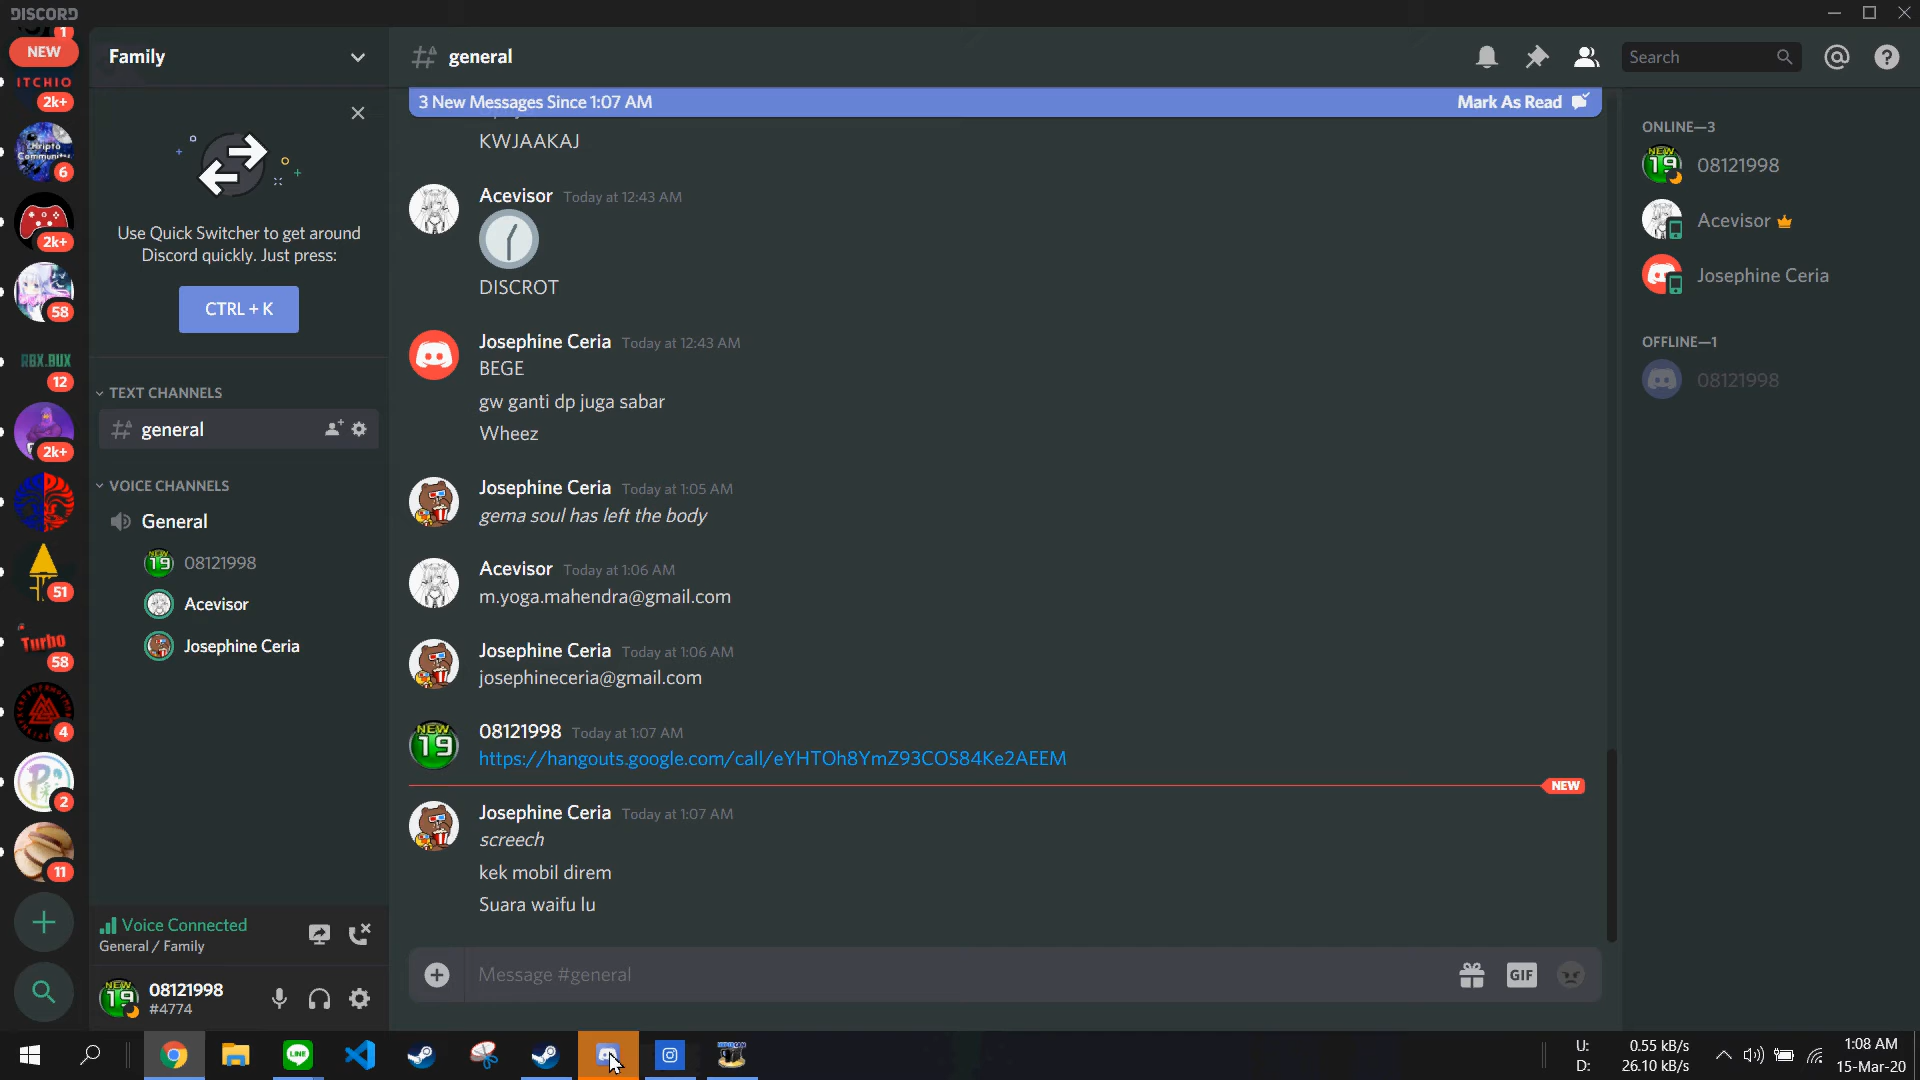 DISCORD
1
NEW
ITCHIO
2k+
Hripto
Community
6
2k+
58
RBX.BUX
12
2k+
51
Turbo
58
4
2
11
Family
Use Quick Switcher to get around
Discord quickly. Just press:
CTRL + K
TEXT CHANNELS
general
VOICE CHANNELS
General
08121998
Acevisor
Josephine Ceria
Voice Connected
General / Family
08121998
#4774
general
Search
3 New Messages Since 1:07 AM
Mark As Read
KWJAAKAJ
Acevisor Today at 12:43 AM
DISCROT
Josephine Ceria Today at 12:43 AM
BEGE
gw ganti dp juga sabar
Wheez
Josephine Ceria Today at 1:05 AM
gema soul has left the body
Acevisor Today at 1:06 AM
m.yoga.mahendra@gmail.com
Josephine Ceria Today at 1:06 AM
josephineceria@gmail.com
08121998 Today at 1:07 AM
https://hangouts.google.com/call/eYHTOh8YmZ93COS84Ke2AEEM
NEW
Josephine Ceria Today at 1:07 AM
screech
kek mobil direm
Suara waifu lu
Message #general
GIF
ONLINE—3
08121998
Acevisor
Josephine Ceria
OFFLINE—1
08121998
NEW
19
LINE
U: 0.55 kB/s
D: 26.10 kB/s
1:08 AM
15-Mar-20